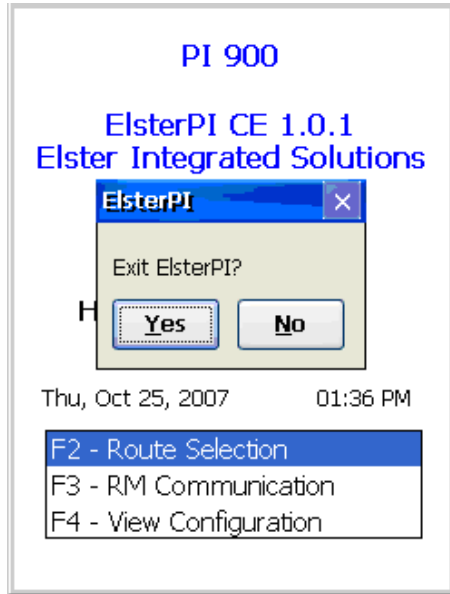 PI 900
ElsterPI CE 1.0.1
Elster Integrated Solutions
ElsterPI
Exit ElsterPI?
H
Yes No
Thu, Oct 25, 2007 01:36 PM
F2 - Route Selection
F3 - RM Communication
F4 - View Configuration